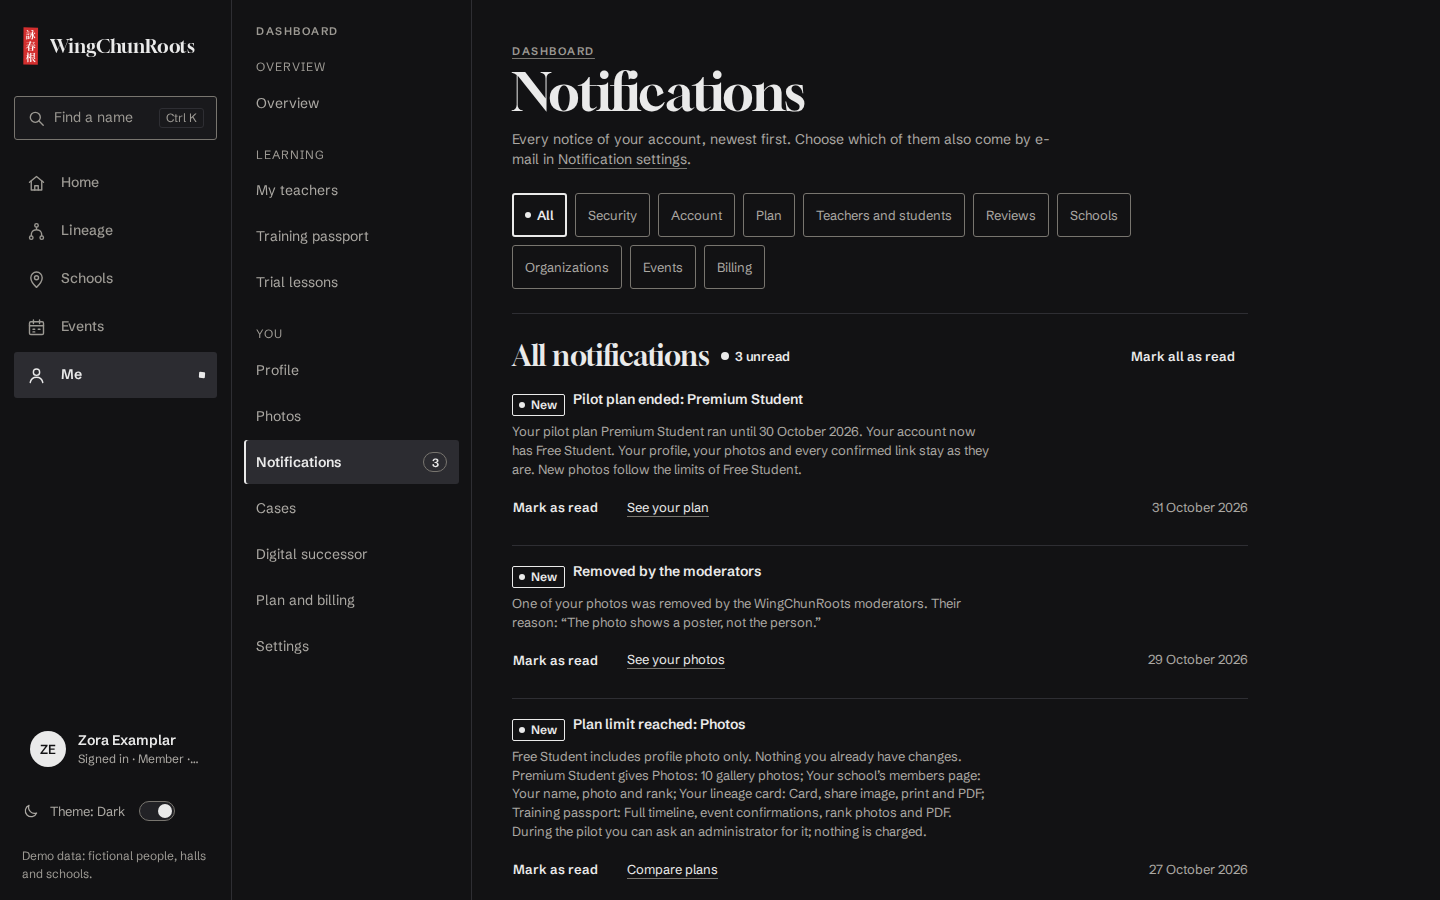 詠春根
WingChunRoots
Find a name
Ctrl K
Home
Lineage
Schools
Events
Me
ZE
Zora Examplar
Signed in · Member ·…
Theme: Dark
Demo data: fictional people, halls
and schools.
DASHBOARD
OVERVIEW
Overview
LEARNING
My teachers
Training passport
Trial lessons
YOU
Profile
Photos
Notifications 3
Cases
Digital successor
Plan and billing
Settings
DASHBOARD
Notifications
Every notice of your account, newest first. Choose which of them also come by e-
mail in Notification settings.
All Security Account Plan Teachers and students Reviews Schools
Organizations Events Billing
All notifications 3 unread Mark all as read
New Pilot plan ended: Premium Student
Your pilot plan Premium Student ran until 30 October 2026. Your account now
has Free Student. Your profile, your photos and every confirmed link stay as they
are. New photos follow the limits of Free Student.
Mark as read See your plan 31 October 2026
New Removed by the moderators
One of your photos was removed by the WingChunRoots moderators. Their
reason: “The photo shows a poster, not the person.”
Mark as read See your photos 29 October 2026
New Plan limit reached: Photos
Free Student includes profile photo only. Nothing you already have changes.
Premium Student gives Photos: 10 gallery photos; Your school’s members page:
Your name, photo and rank; Your lineage card: Card, share image, print and PDF;
Training passport: Full timeline, event confirmations, rank photos and PDF.
During the pilot you can ask an administrator for it; nothing is charged.
Mark as read Compare plans 27 October 2026